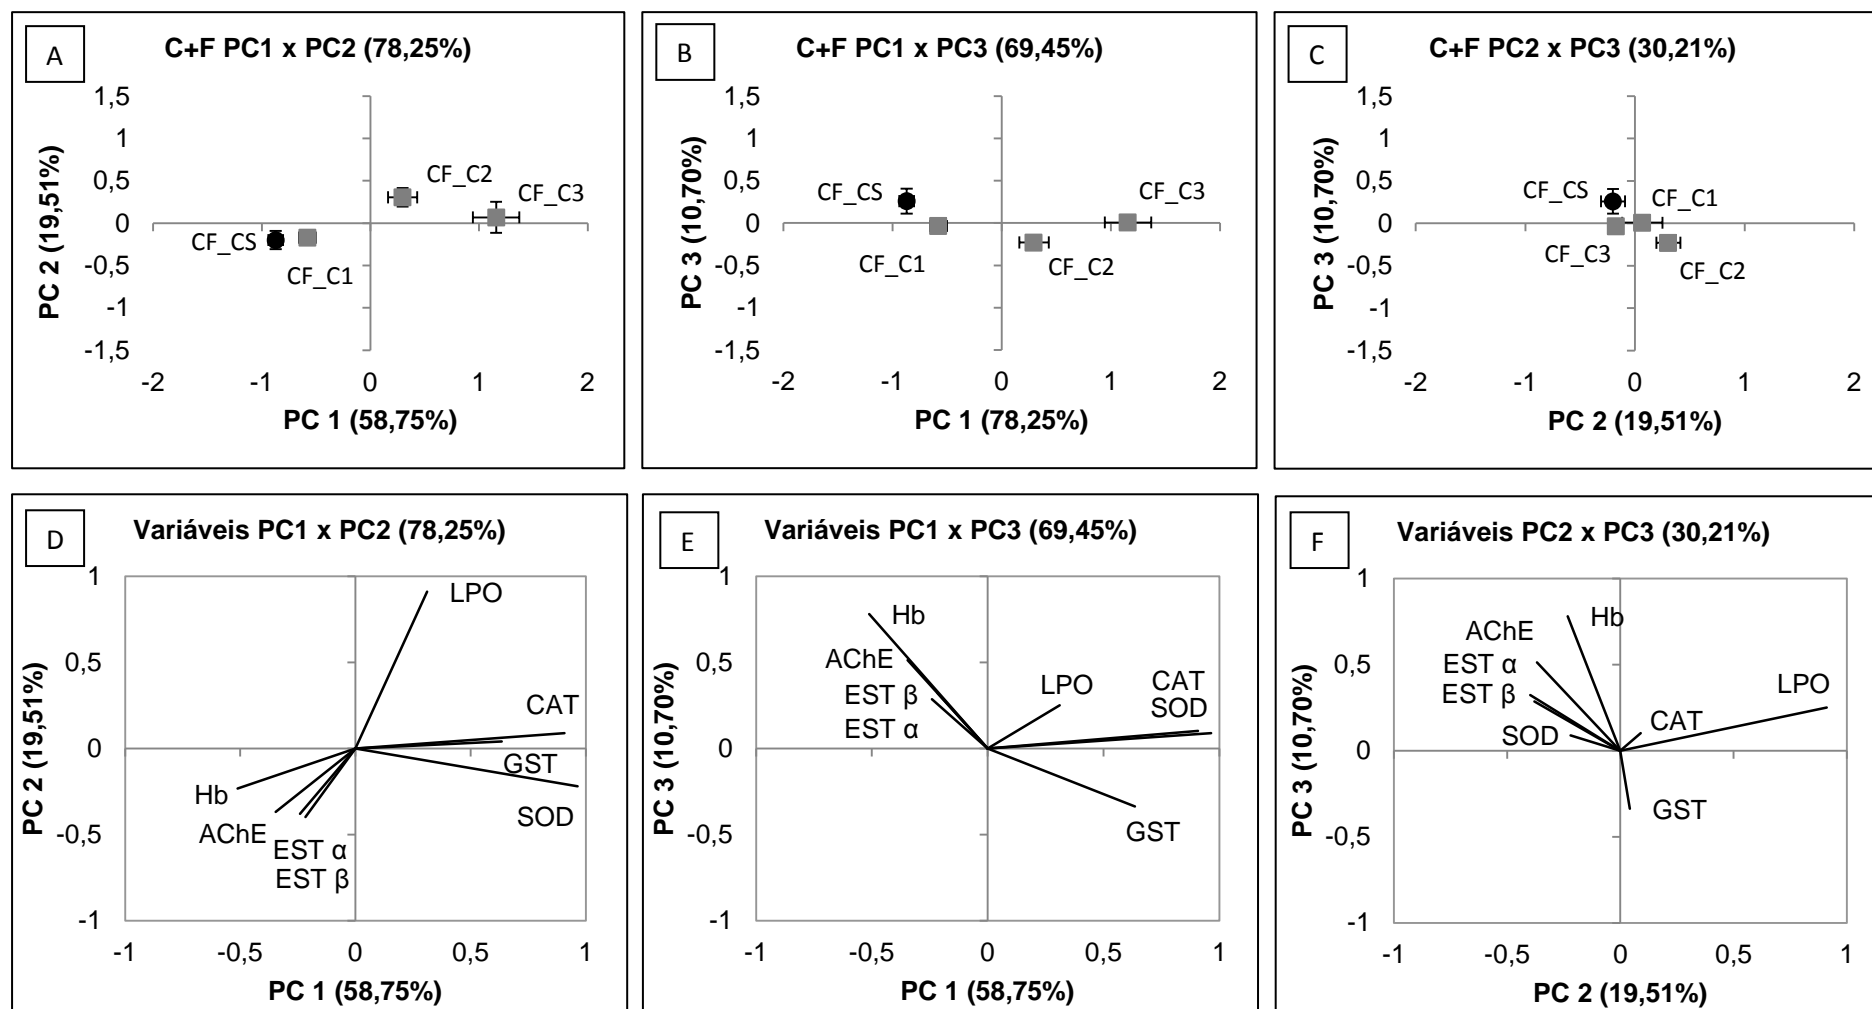 A
C+F PC1 x PC2 (78,25%)
1,5
1
0,5
0
-0,5
-1
-1,5
PC 2 (19,51%)
CF_C2
CF_C3
CF_CS
CF_C1
-2
-1
0
1
2
PC 1 (58,75%)
B
C+F PC1 x PC3 (69,45%)
1,5
1
0,5
0
-0,5
-1
-1,5
PC 3 (10,70%)
CF_CS
CF_C3
CF_C1
CF_C2
-2
-1
0
1
2
PC 1 (78,25%)
C
C+F PC2 x PC3 (30,21%)
1,5
1
0,5
0
-0,5
-1
-1,5
PC 3 (10,70%)
CF_CS
CF_C1
CF_C3
CF_C2
-2
-1
0
1
2
PC 2 (19,51%)
D
Variáveis PC1 x PC2 (78,25%)
1
0,5
0
-0,5
-1
PC 2 (19,51%)
LPO
CAT
GST
SOD
Hb
AChE
EST α
EST β
-1
-0,5
0
0,5
1
PC 1 (58,75%)
E
Variáveis PC1 x PC3 (69,45%)
1
0,5
0
-0,5
-1
PC 3 (10,70%)
Hb
AChE
EST β
EST α
LPO
CAT
SOD
GST
-1
-0,5
0
0,5
1
PC 1 (58,75%)
F
Variáveis PC2 x PC3 (30,21%)
1
0,5
0
-0,5
-1
PC 3 (10,70%)
Hb
AChE
EST α
EST β
SOD
CAT
LPO
GST
-1
-0,5
0
0,5
1
PC 2 (19,51%)